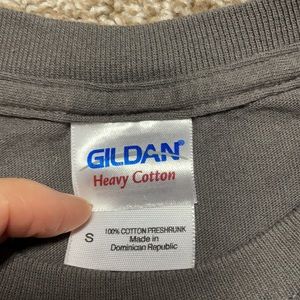 GILDAN®
Heavy Cotton
S
100% COTTON PRESHRUNK
Made in
Dominican Republic